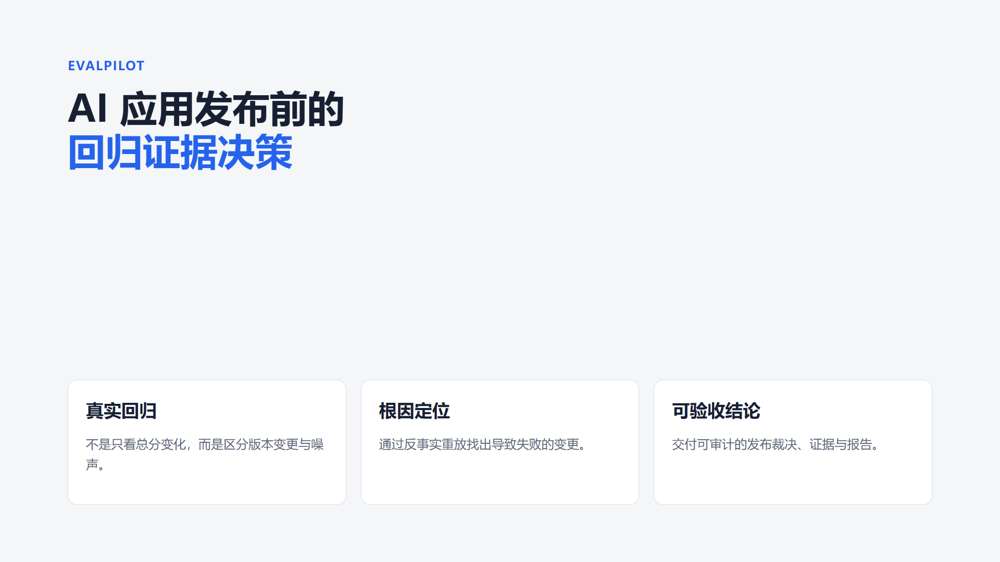 EVALPILOT
AI 应用发布前的
回归证据决策
真实回归
不是只看总分变化，而是区分版本变更与噪
声。
根因定位
通过反事实重放找出导致失败的变更。
可验收结论
交付可审计的发布裁决、证据与报告。